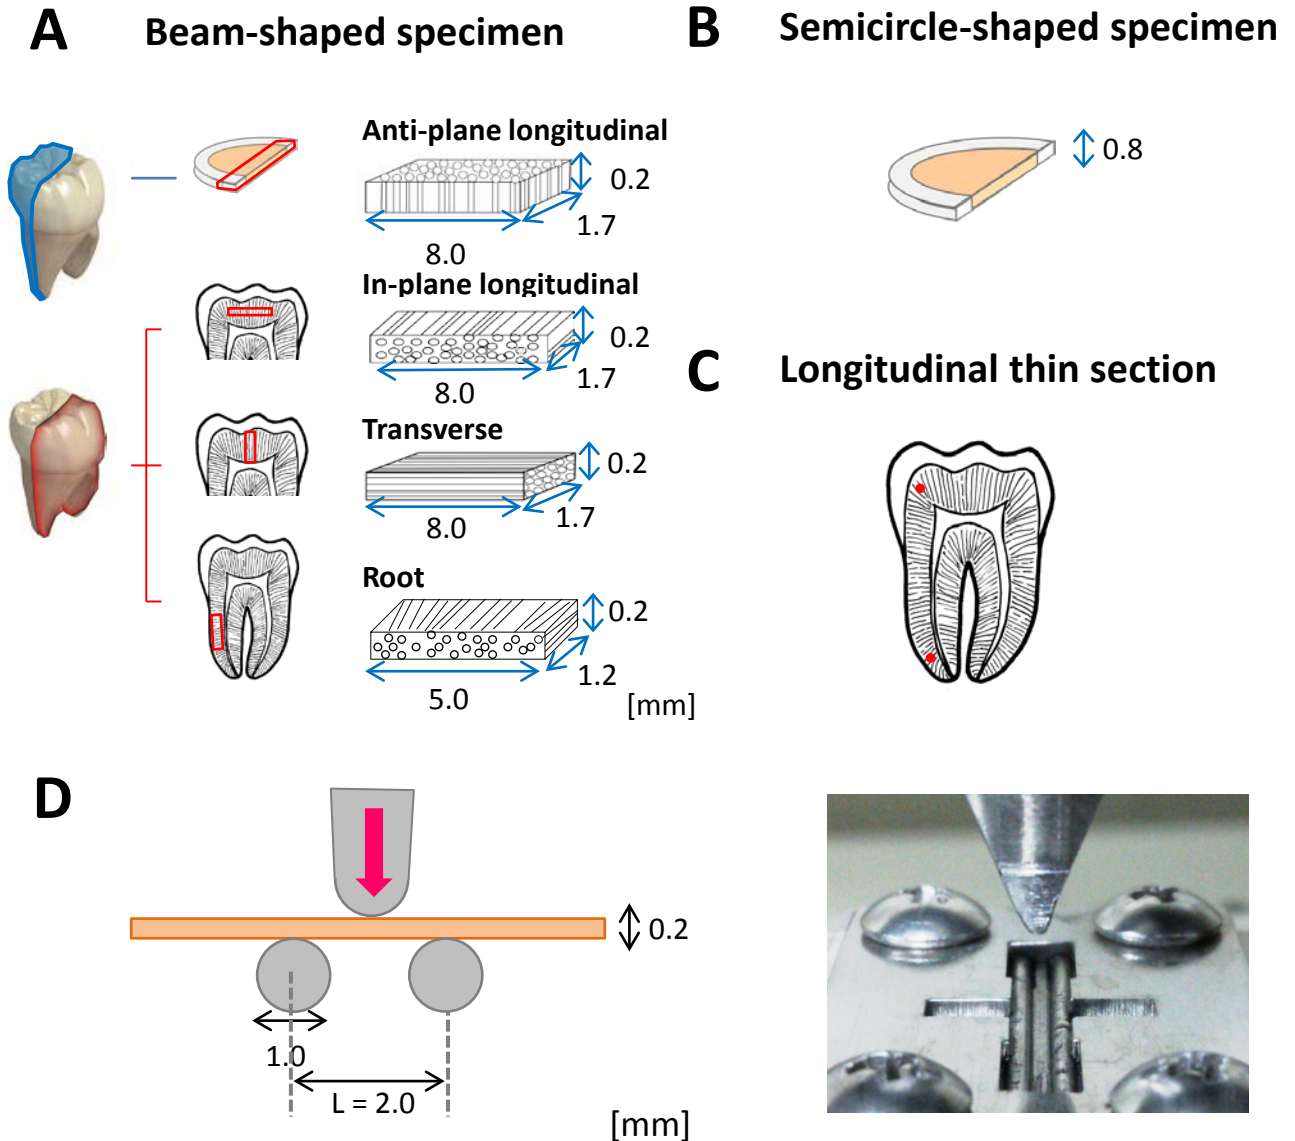 A
Beam-shaped specimen
Anti-plane longitudinal
0.2
1.7
8.0
In-plane longitudinal
0.2
1.7
8.0
Transverse
0.2
1.7
8.0
Root
0.2
1.2
5.0
[mm]
B
Semicircle-shaped specimen
0.8
C
Longitudinal thin section
D
0.2
1.0
L = 2.0
[mm]